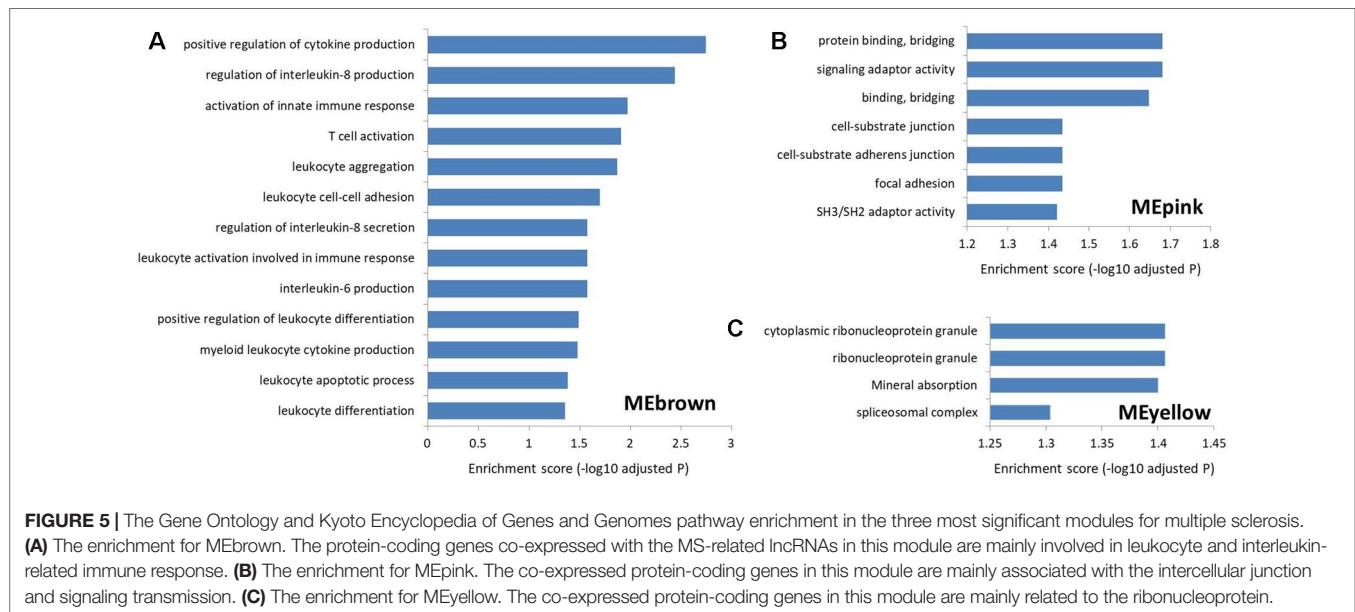 A
positive regulation of cytokine production
regulation of interleukin-8 production
activation of innate immune response
T cell activation
leukocyte aggregation
leukocyte cell-cell adhesion
regulation of interleukin-8 secretion
leukocyte activation involved in immune response
interleukin-6 production
positive regulation of leukocyte differentiation
myeloid leukocyte cytokine production
leukocyte apoptotic process
leukocyte differentiation
MEbrown
0 0.5 1 1.5 2 2.5 3
Enrichment score (-log10 adjusted P)
B
protein binding, bridging
signaling adaptor activity
binding, bridging
cell-substrate junction
cell-substrate adherens junction
focal adhesion
SH3/SH2 adaptor activity
MEpink
1.2 1.3 1.4 1.5 1.6 1.7 1.8
Enrichment score (-log10 adjusted P)
C
cytoplasmic ribonucleoprotein granule
ribonucleoprotein granule
Mineral absorption
spliceosomal complex
MEyellow
1.25 1.3 1.35 1.4 1.45
Enrichment score (-log10 adjusted P)
FIGURE 5 | The Gene Ontology and Kyoto Encyclopedia of Genes and Genomes pathway enrichment in the three most significant modules for multiple sclerosis.
(A) The enrichment for MEbrown. The protein-coding genes co-expressed with the MS-related lncRNAs in this module are mainly involved in leukocyte and interleukin-
related immune response. (B) The enrichment for MEpink. The co-expressed protein-coding genes in this module are mainly associated with the intercellular junction
and signaling transmission. (C) The enrichment for MEyellow. The co-expressed protein-coding genes in this module are mainly related to the ribonucleoprotein.